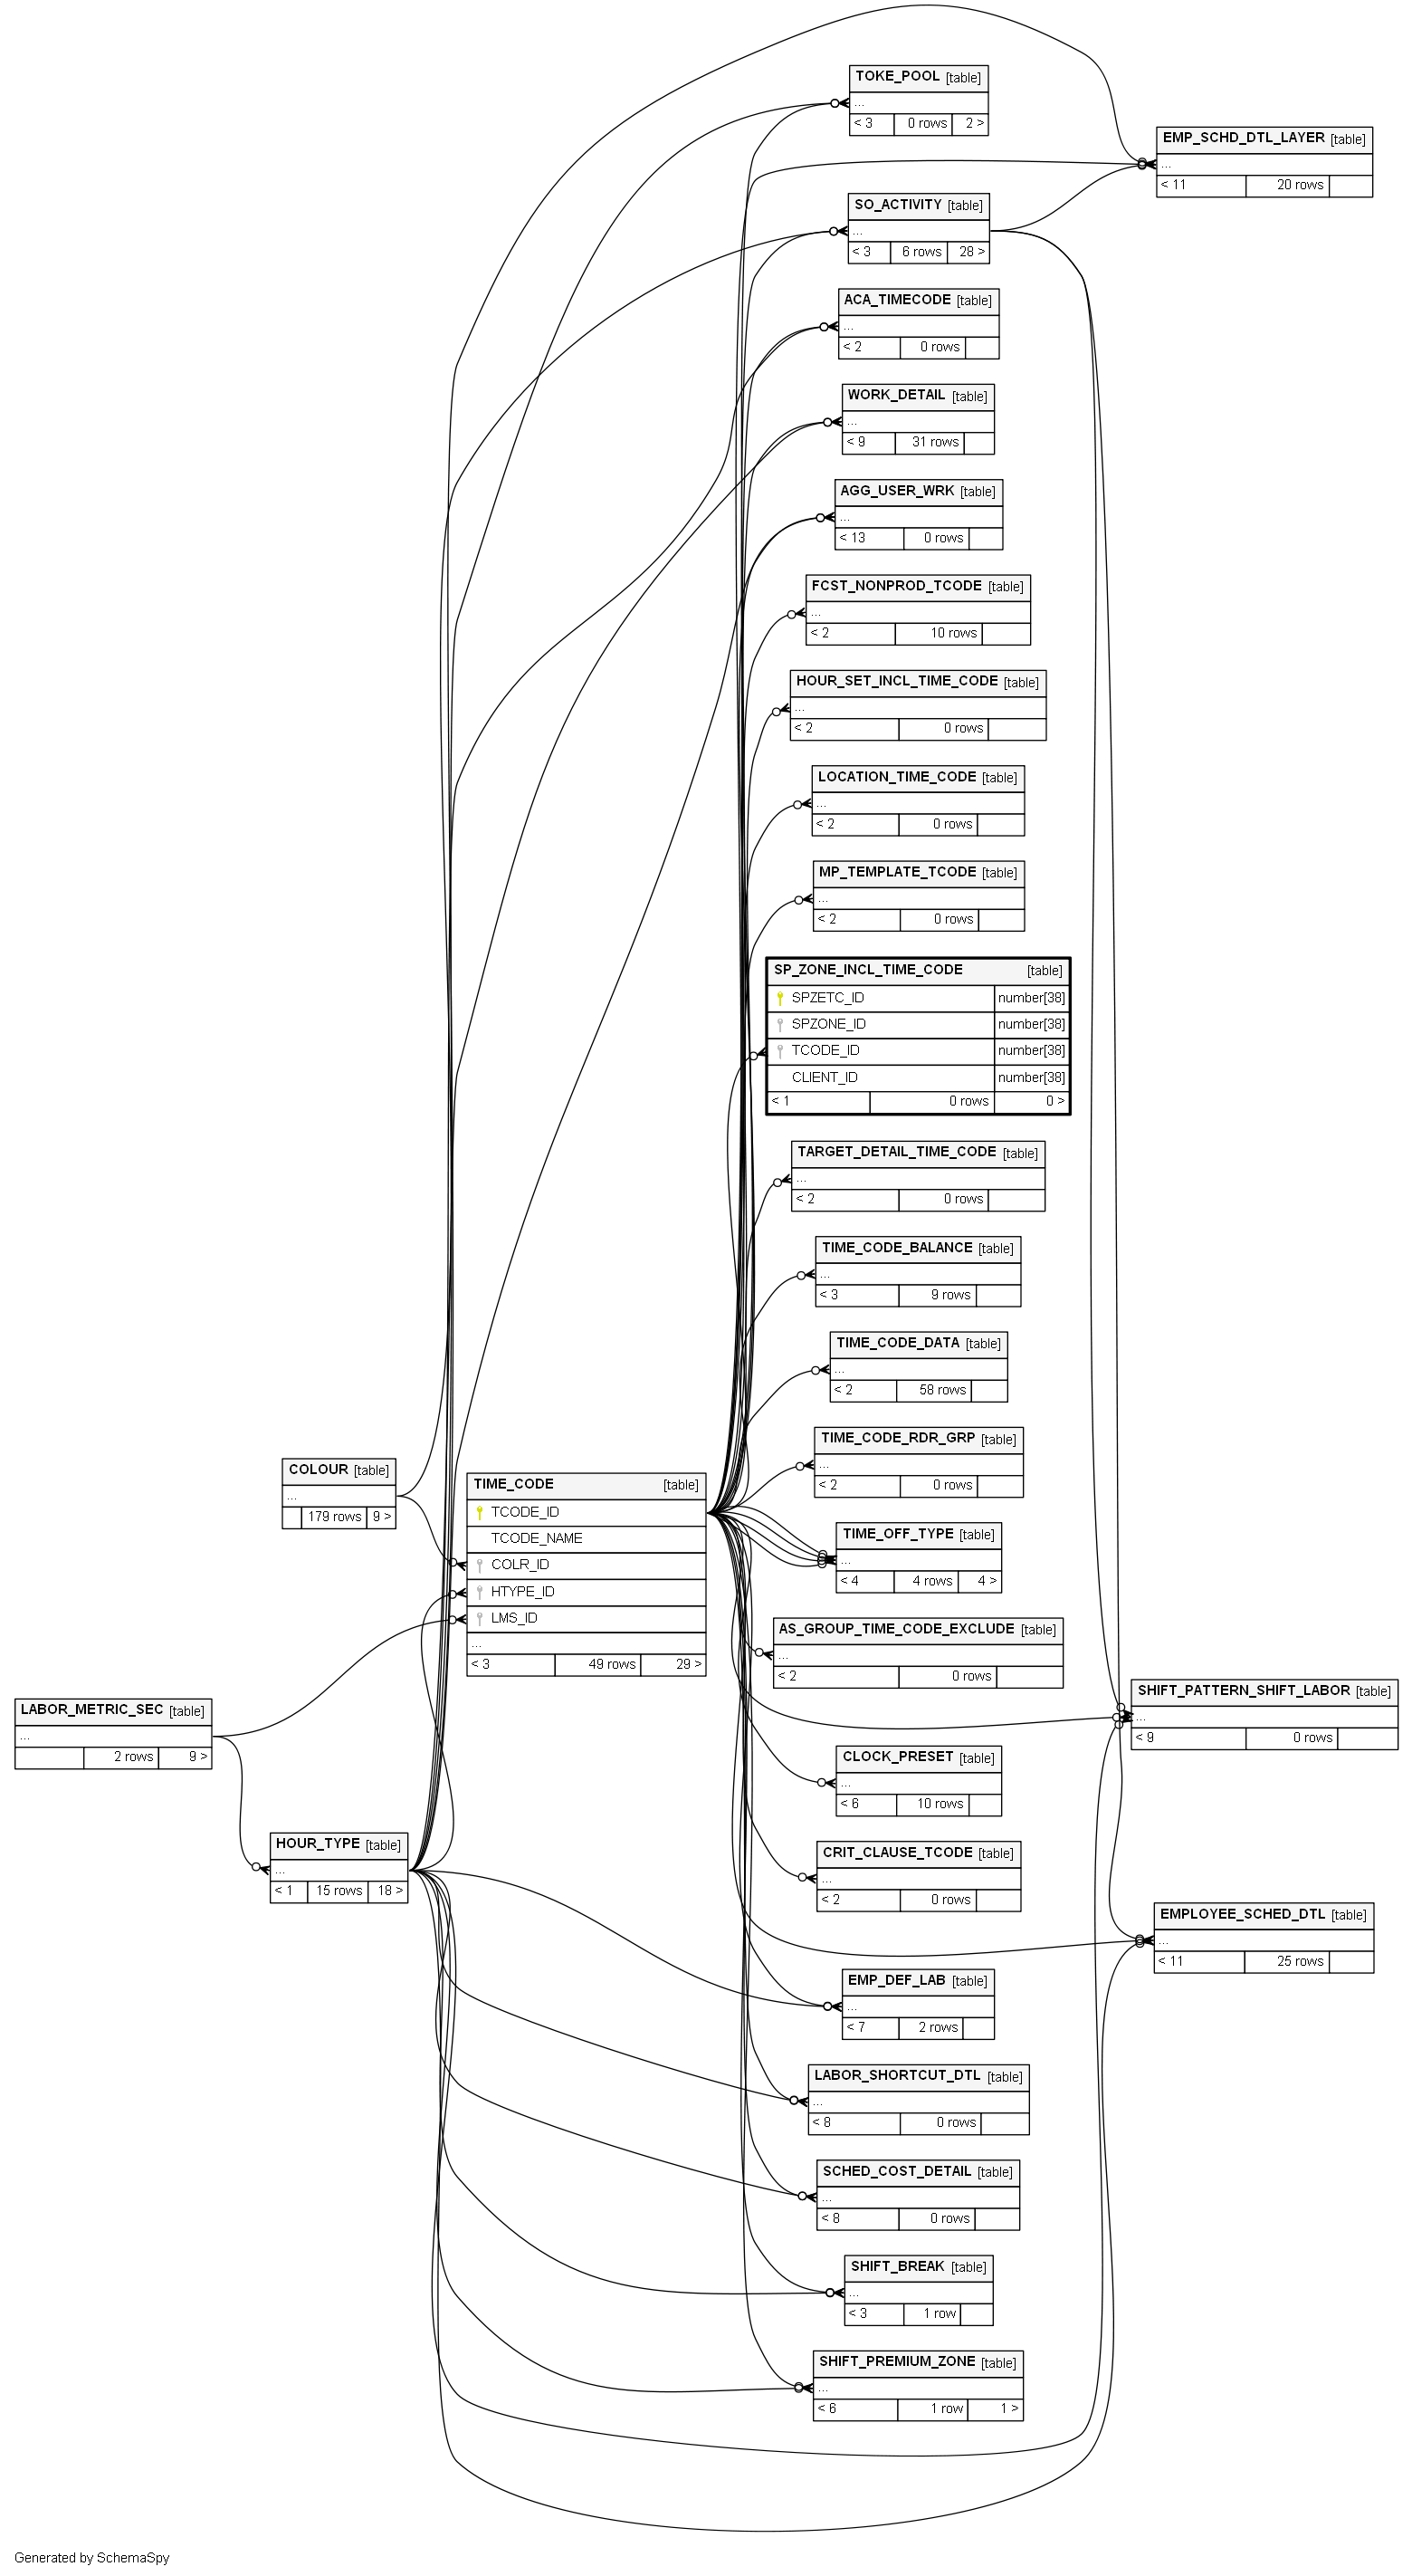 TOKE_POOL [table]
...
< 3 0 rows 2 >
EMP_SCHD_DTL_LAYER [table]
...
< 11 20 rows
SO_ACTIVITY [table]
...
< 3 6 rows 28 >
ACA_TIMECODE [table]
...
< 2 0 rows
WORK_DETAIL [table]
...
< 9 31 rows
AGG_USER_WRK [table]
...
< 13 0 rows
FCST_NONPROD_TCODE [table]
...
< 2 10 rows
HOUR_SET_INCL_TIME_CODE [table]
...
< 2 0 rows
LOCATION_TIME_CODE [table]
...
< 2 0 rows
MP_TEMPLATE_TCODE [table]
...
< 2 0 rows
SP_ZONE_INCL_TIME_CODE [table]
SPZETC_ID number[38]
SPZONE_ID number[38]
TCODE_ID number[38]
CLIENT_ID number[38]
< 1 0 rows 0 >
TARGET_DETAIL_TIME_CODE [table]
...
< 2 0 rows
TIME_CODE_BALANCE [table]
...
< 3 9 rows
TIME_CODE_DATA [table]
...
< 2 58 rows
TIME_CODE_RDR_GRP [table]
...
< 2 0 rows
COLOUR [table]
...
179 rows 9 >
TIME_CODE [table]
TCODE_ID
TCODE_NAME
COLR_ID
HTYPE_ID
LMS_ID
...
< 3 49 rows 29 >
TIME_OFF_TYPE [table]
...
< 4 4 rows 4 >
AS_GROUP_TIME_CODE_EXCLUDE [table]
...
< 2 0 rows
LABOR_METRIC_SEC [table]
...
2 rows 9 >
SHIFT_PATTERN_SHIFT_LABOR [table]
...
< 9 0 rows
CLOCK_PRESET [table]
...
< 6 10 rows
HOUR_TYPE [table]
...
< 1 15 rows 18 >
CRIT_CLAUSE_TCODE [table]
...
< 2 0 rows
EMPLOYEE_SCHED_DTL [table]
...
< 11 25 rows
EMP_DEF_LAB [table]
...
< 7 2 rows
LABOR_SHORTCUT_DTL [table]
...
< 8 0 rows
SCHED_COST_DETAIL [table]
...
< 8 0 rows
SHIFT_BREAK [table]
...
< 3 1 row
SHIFT_PREMIUM_ZONE [table]
...
< 6 1 row 1 >
Generated by SchemaSpy